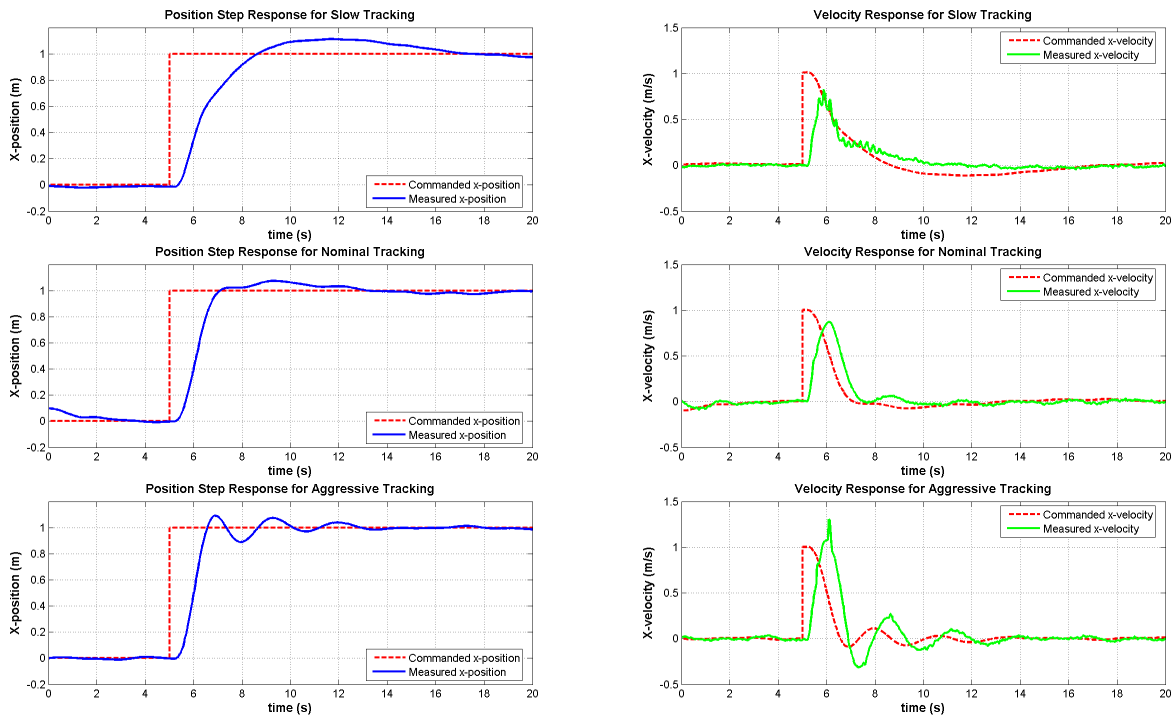 Position Step Response for Slow Tracking
X-position (m)
1
0.8
0.6
0.4
0.2
0
-0.2
0 2 4 6 8 10 12 14 16 18 20
time (s)
Commanded x-position
Measured x-position
Velocity Response for Slow Tracking
X-velocity (m/s)
1.5
1
0.5
0
-0.5
0 2 4 6 8 10 12 14 16 18 20
time (s)
Commanded x-velocity
Measured x-velocity
Position Step Response for Nominal Tracking
X-position (m)
1
0.8
0.6
0.4
0.2
0
-0.2
0 2 4 6 8 10 12 14 16 18 20
time (s)
Commanded x-position
Measured x-position
Velocity Response for Nominal Tracking
X-velocity (m/s)
1.5
1
0.5
0
-0.5
0 2 4 6 8 10 12 14 16 18 20
time (s)
Commanded x-velocity
Measured x-velocity
Position Step Response for Aggressive Tracking
X-position (m)
1
0.8
0.6
0.4
0.2
0
-0.2
0 2 4 6 8 10 12 14 16 18 20
time (s)
Commanded x-position
Measured x-position
Velocity Response for Aggressive Tracking
X-velocity (m/s)
1.5
1
0.5
0
-0.5
0 2 4 6 8 10 12 14 16 18 20
time (s)
Commanded x-velocity
Measured x-velocity